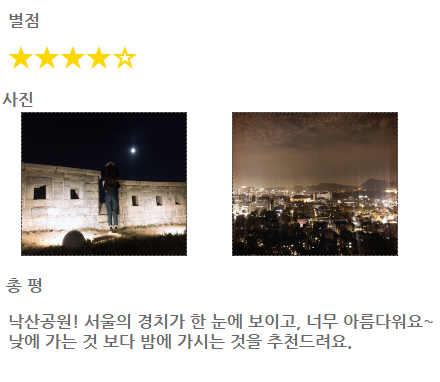 별점
사진
총 평
낙산공원! 서울의 경치가 한 눈에 보이고, 너무 아름다워요~
낮에 가는 것 보다 밤에 가시는 것을 추천드려요.